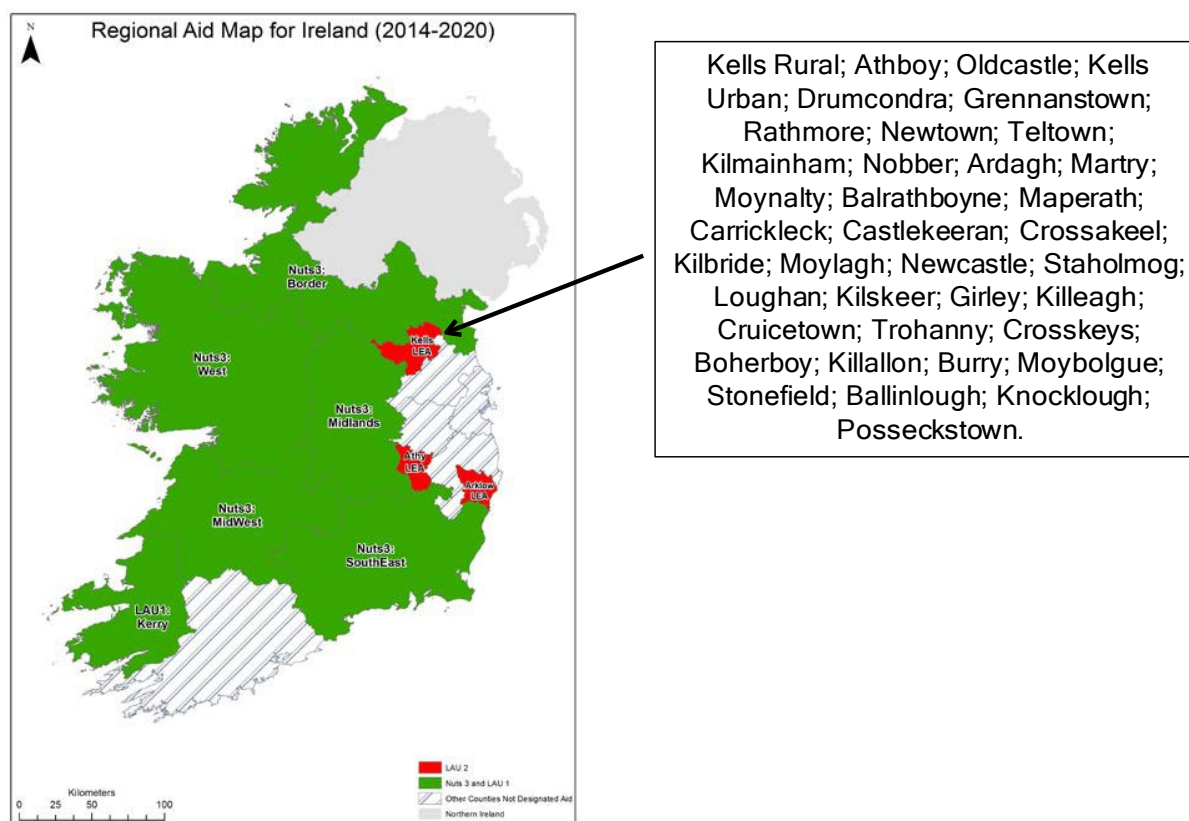 Regional Aid Map for Ireland (2014-2020)
N
Nuts3:
Border
Kells
LEA
Nuts3:
West
Nuts3:
Midlands
Athy
LEA
Arklow
LEA
Nuts3:
MidWest
Nuts3:
SouthEast
LAU1:
Kerry
LAU 2
Nuts 3 and LAU 1
Other Counties Not Designated Aid
Northern Ireland
Kilometers
0 25 50 100
Kells Rural; Athboy; Oldcastle; Kells
Urban; Drumcondra; Grennanstown;
Rathmore; Newtown; Teltown;
Kilmainham; Nobber; Ardagh; Martry;
Moynalty; Balrathboyne; Maperath;
Carrickleck; Castlekeeran; Crossakeel;
Kilbride; Moylagh; Newcastle; Staholmog;
Loughan; Kilskeer; Girley; Killeagh;
Cruicetown; Trohanny; Crosskeys;
Boherboy; Killallon; Burry; Moybolgue;
Stonefield; Ballinlough; Knocklough;
Posseckstown.